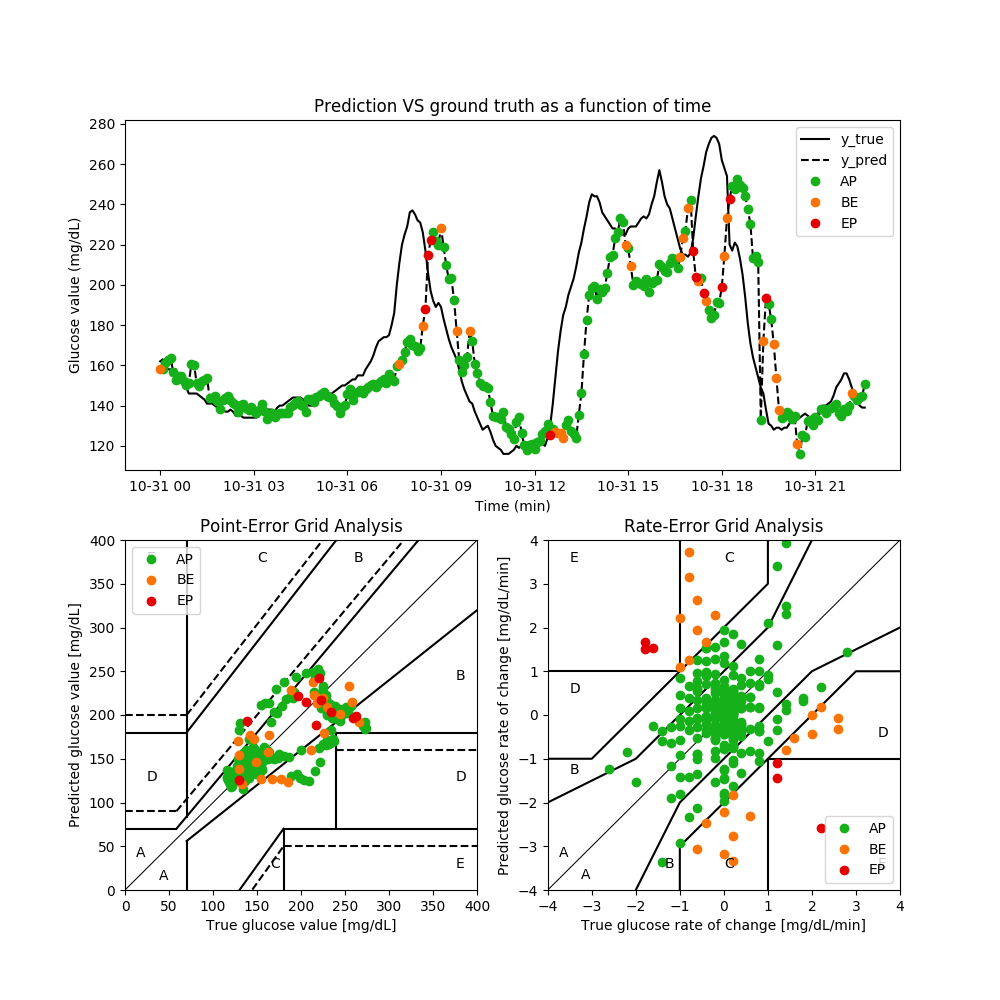 Prediction VS ground truth as a function of time
Glucose value (mg/dL)
280
260
240
220
200
180
160
140
120
y_true
y_pred
AP
BE
EP
10-31 00 10-31 03 10-31 06 10-31 09 10-31 12 10-31 15 10-31 18 10-31 21
Time (min)
Point-Error Grid Analysis
Predicted glucose value [mg/dL]
400
350
300
250
200
150
100
50
0
AP
BE
EP
E
C
B
B
D
D
A
A
C
E
0 50 100 150 200 250 300 350 400
True glucose value [mg/dL]
Rate-Error Grid Analysis
Predicted glucose rate of change [mg/dL/min]
4
3
2
1
0
−1
−2
−3
−4
E
C
D
D
B
A
A
B
C
E
AP
BE
EP
−4 −3 −2 −1 0 1 2 3 4
True glucose rate of change [mg/dL/min]